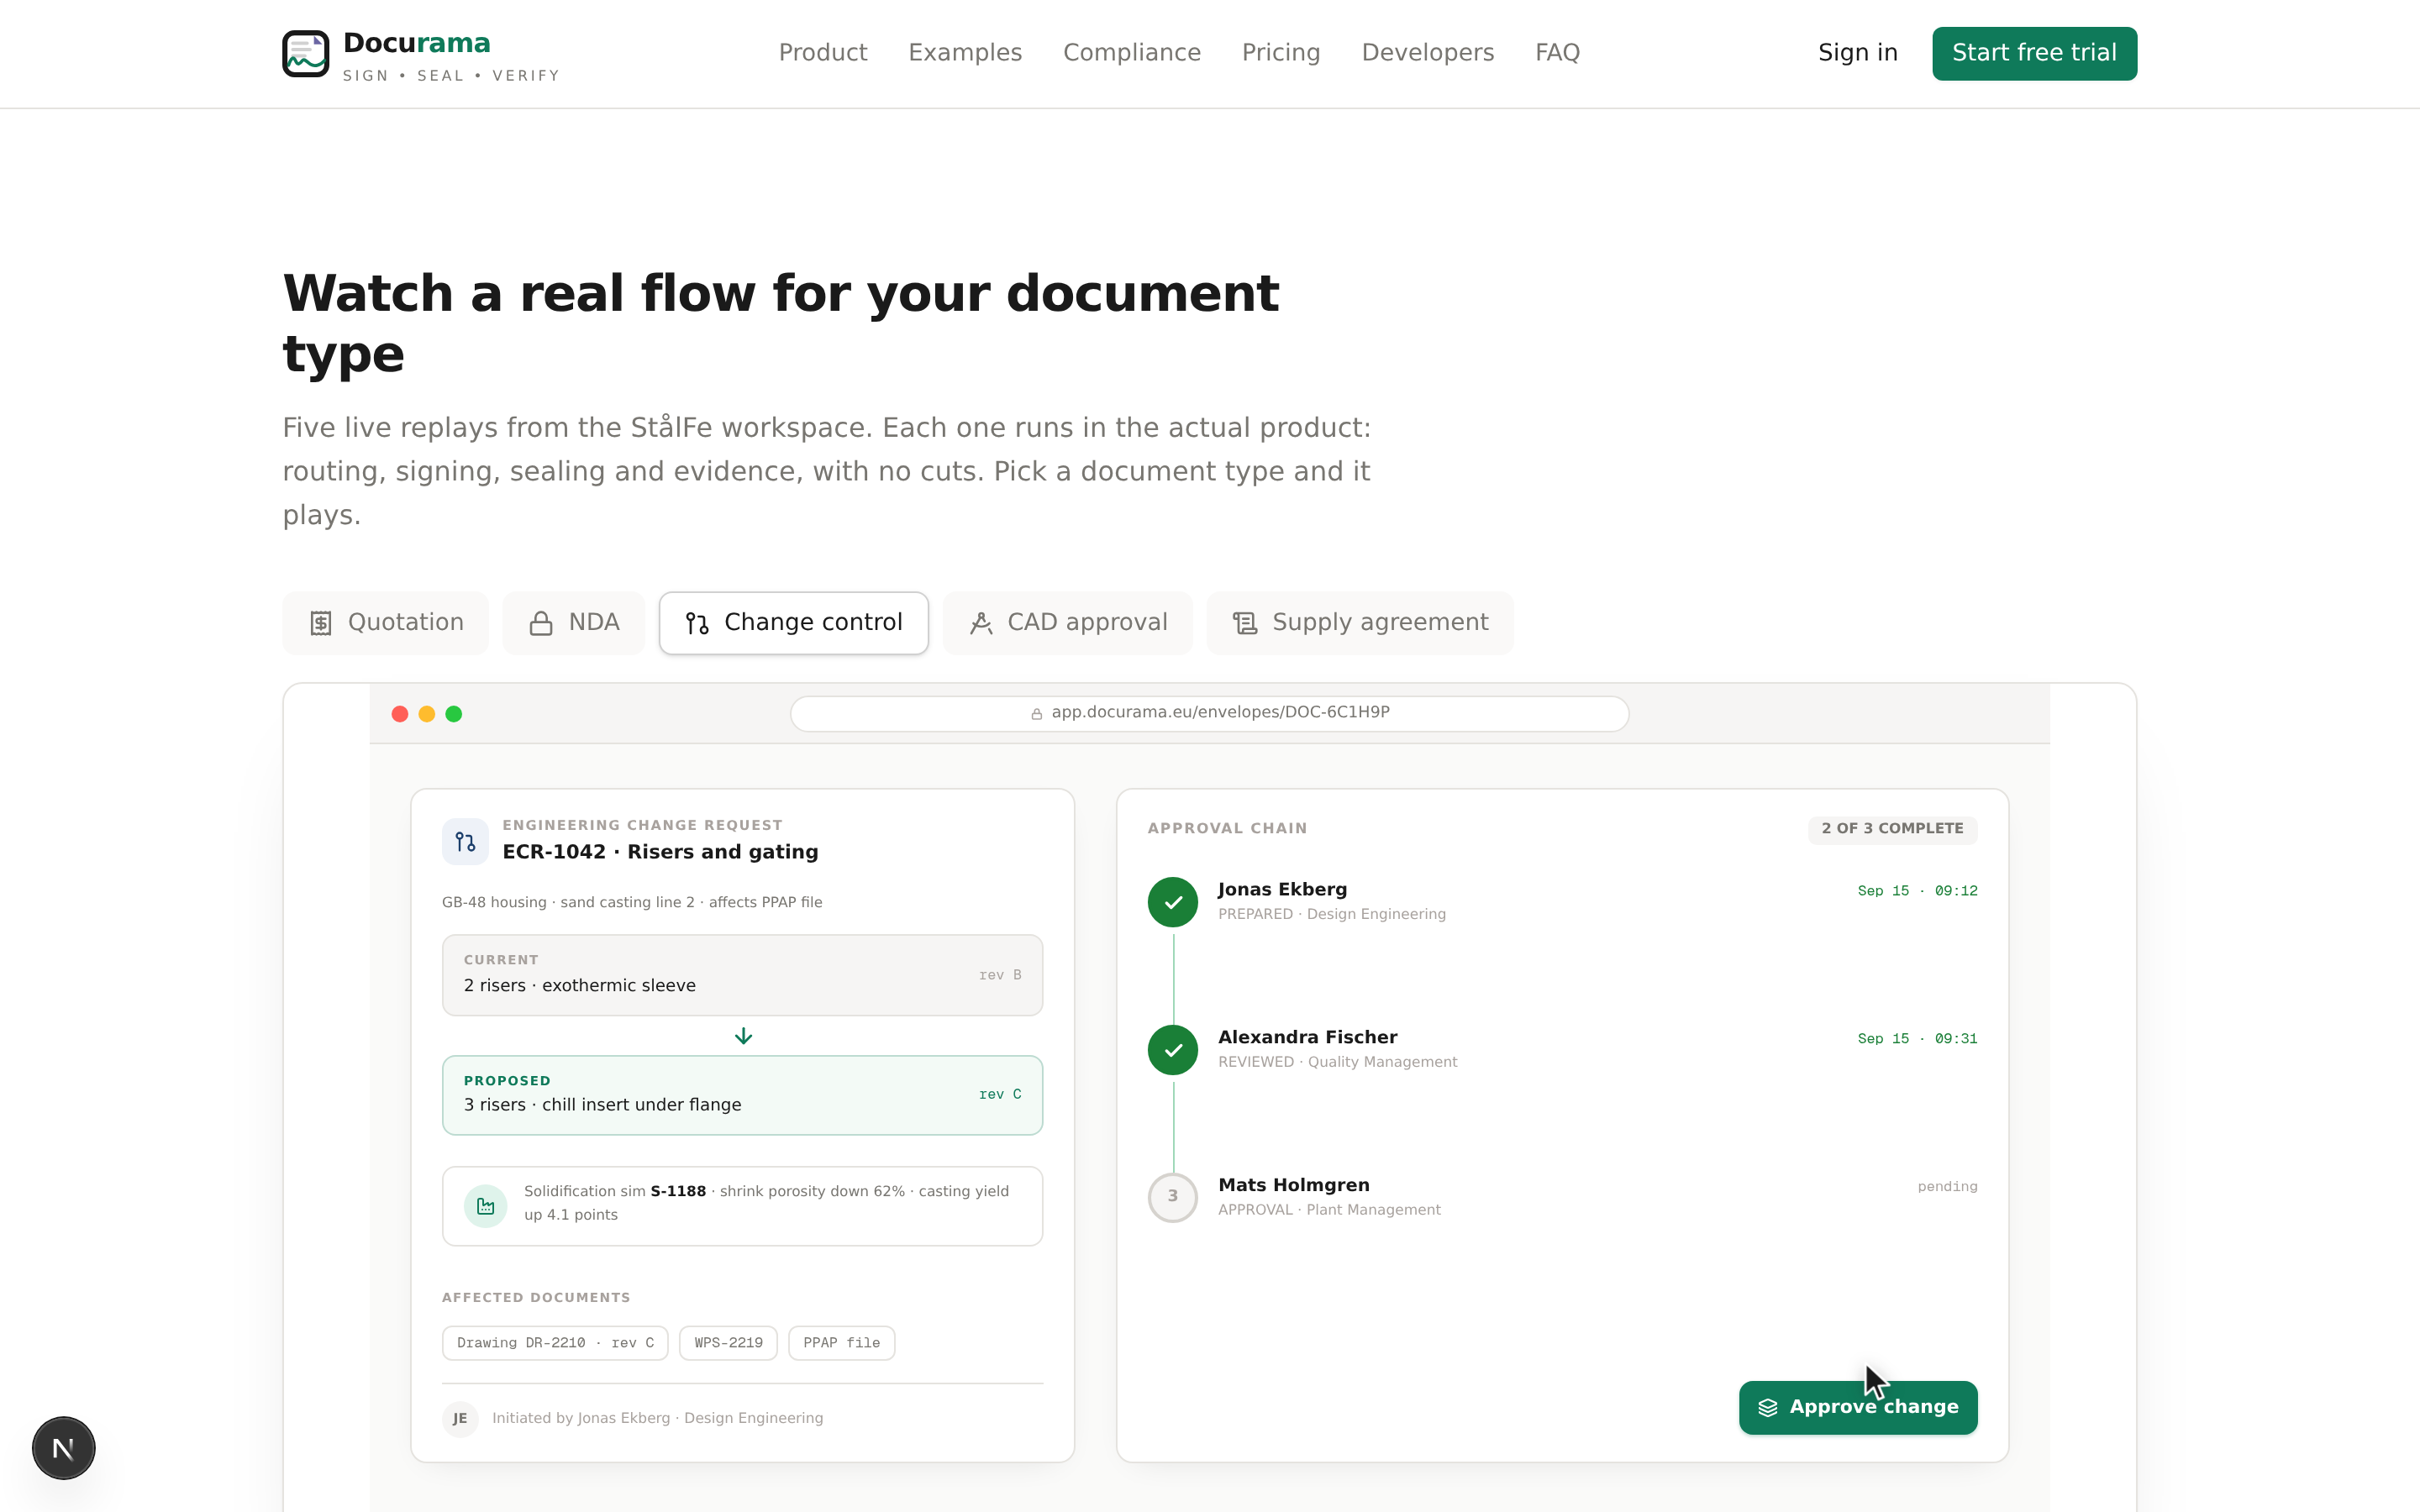 Docurama
SIGN • SEAL • VERIFY
Product
Examples
Compliance
Pricing
Developers
FAQ
Sign in
Start free trial
Watch a real flow for your document
type
Five live replays from the StålFe workspace. Each one runs in the actual product:
routing, signing, sealing and evidence, with no cuts. Pick a document type and it
plays.
Quotation
NDA
Change control
CAD approval
Supply agreement
app.docurama.eu/envelopes/DOC-6C1H9P
ENGINEERING CHANGE REQUEST
ECR-1042 · Risers and gating
GB-48 housing · sand casting line 2 · affects PPAP file
CURRENT
2 risers · exothermic sleeve
rev B
PROPOSED
3 risers · chill insert under flange
rev C
Solidification sim S-1188 · shrink porosity down 62% · casting yield
up 4.1 points
AFFECTED DOCUMENTS
Drawing DR-2210 · rev C
WPS-2219
PPAP file
JE
Initiated by Jonas Ekberg · Design Engineering
APPROVAL CHAIN
2 OF 3 COMPLETE
Jonas Ekberg
Sep 15 · 09:12
PREPARED · Design Engineering
Alexandra Fischer
Sep 15 · 09:31
REVIEWED · Quality Management
3
Mats Holmgren
pending
APPROVAL · Plant Management
Approve change
N